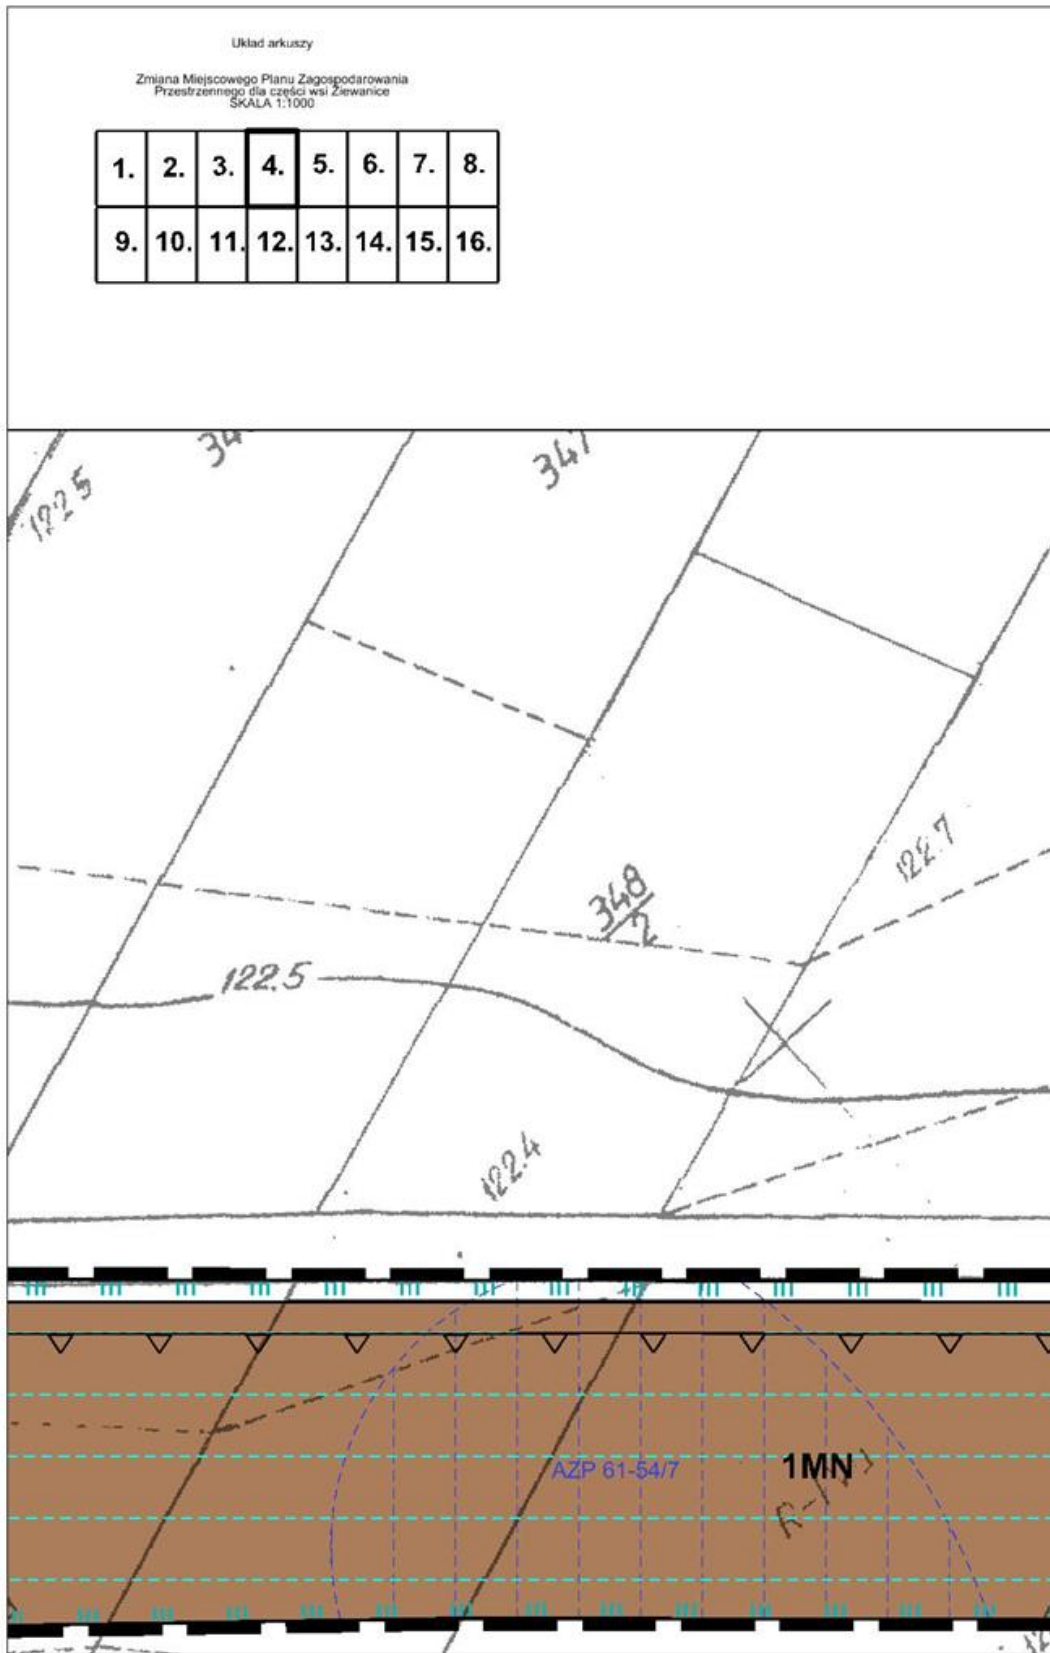 Układ arkuszy
Zmiana Miejscowego Planu Zagospodarowania
Przestrzennego dla części wsi Ziewanice
SKALA 1:1000
1. 2. 3. 4. 5. 6. 7. 8.
9. 10. 11. 12. 13. 14. 15. 16.
122.5
347
122.7
348
2
122.5
122.4
AZP 61-54/7
1MN